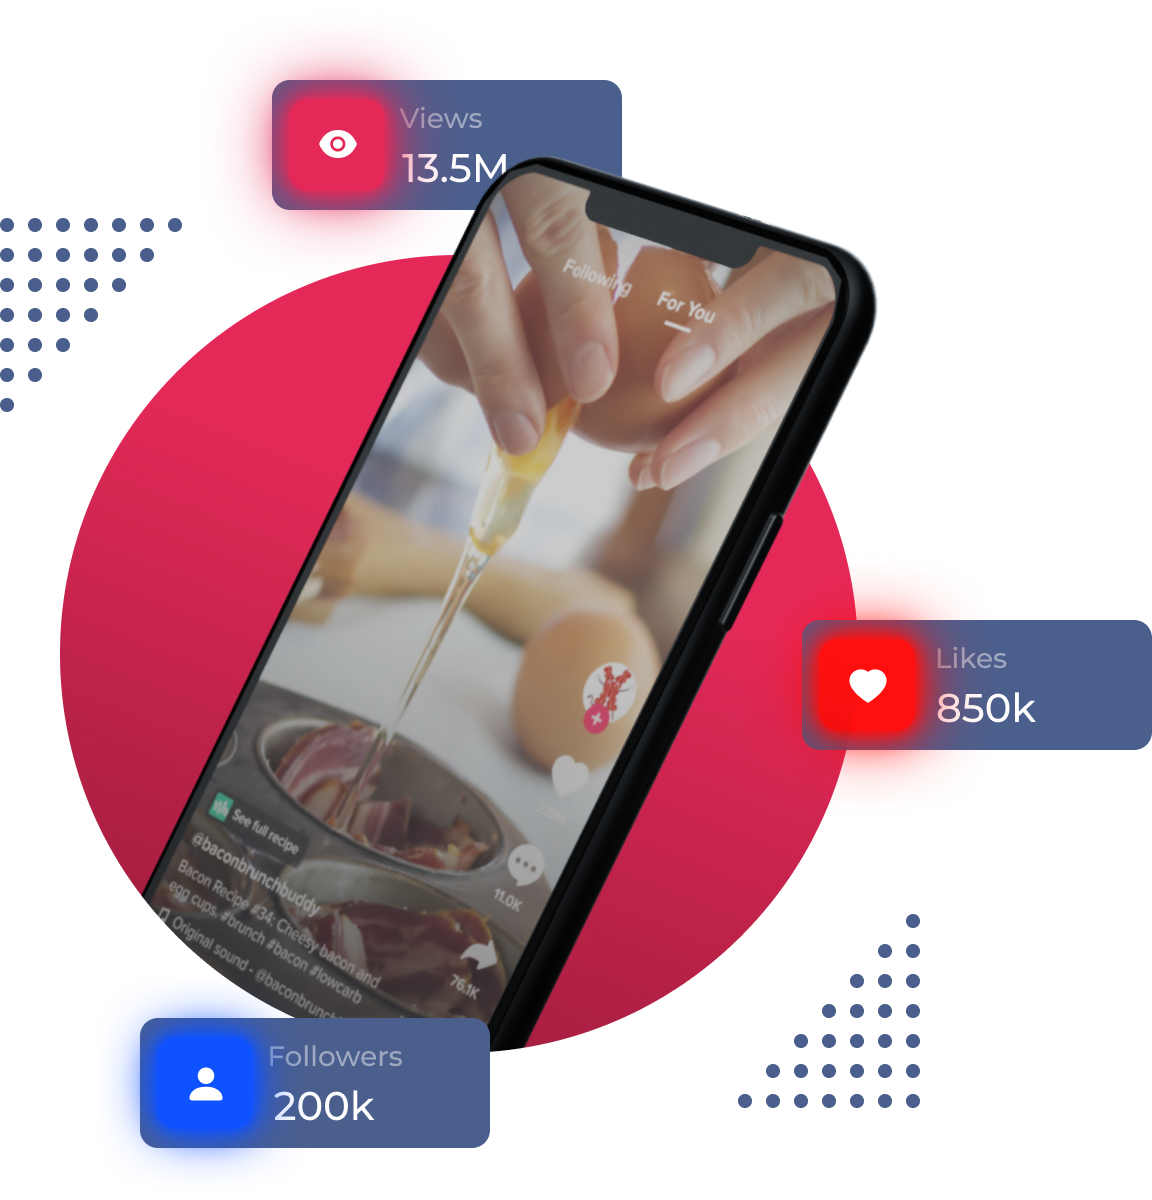 Views
13.5M
Following For You
Likes
850k
See full recipe
@baconbrunchbuddy
Bacon Recipe #34: Cheesy bacon and
egg cups. #brunch #bacon #lowcarb
Original sound - @baconbrunch
11.0K
76.1K
Followers
200k